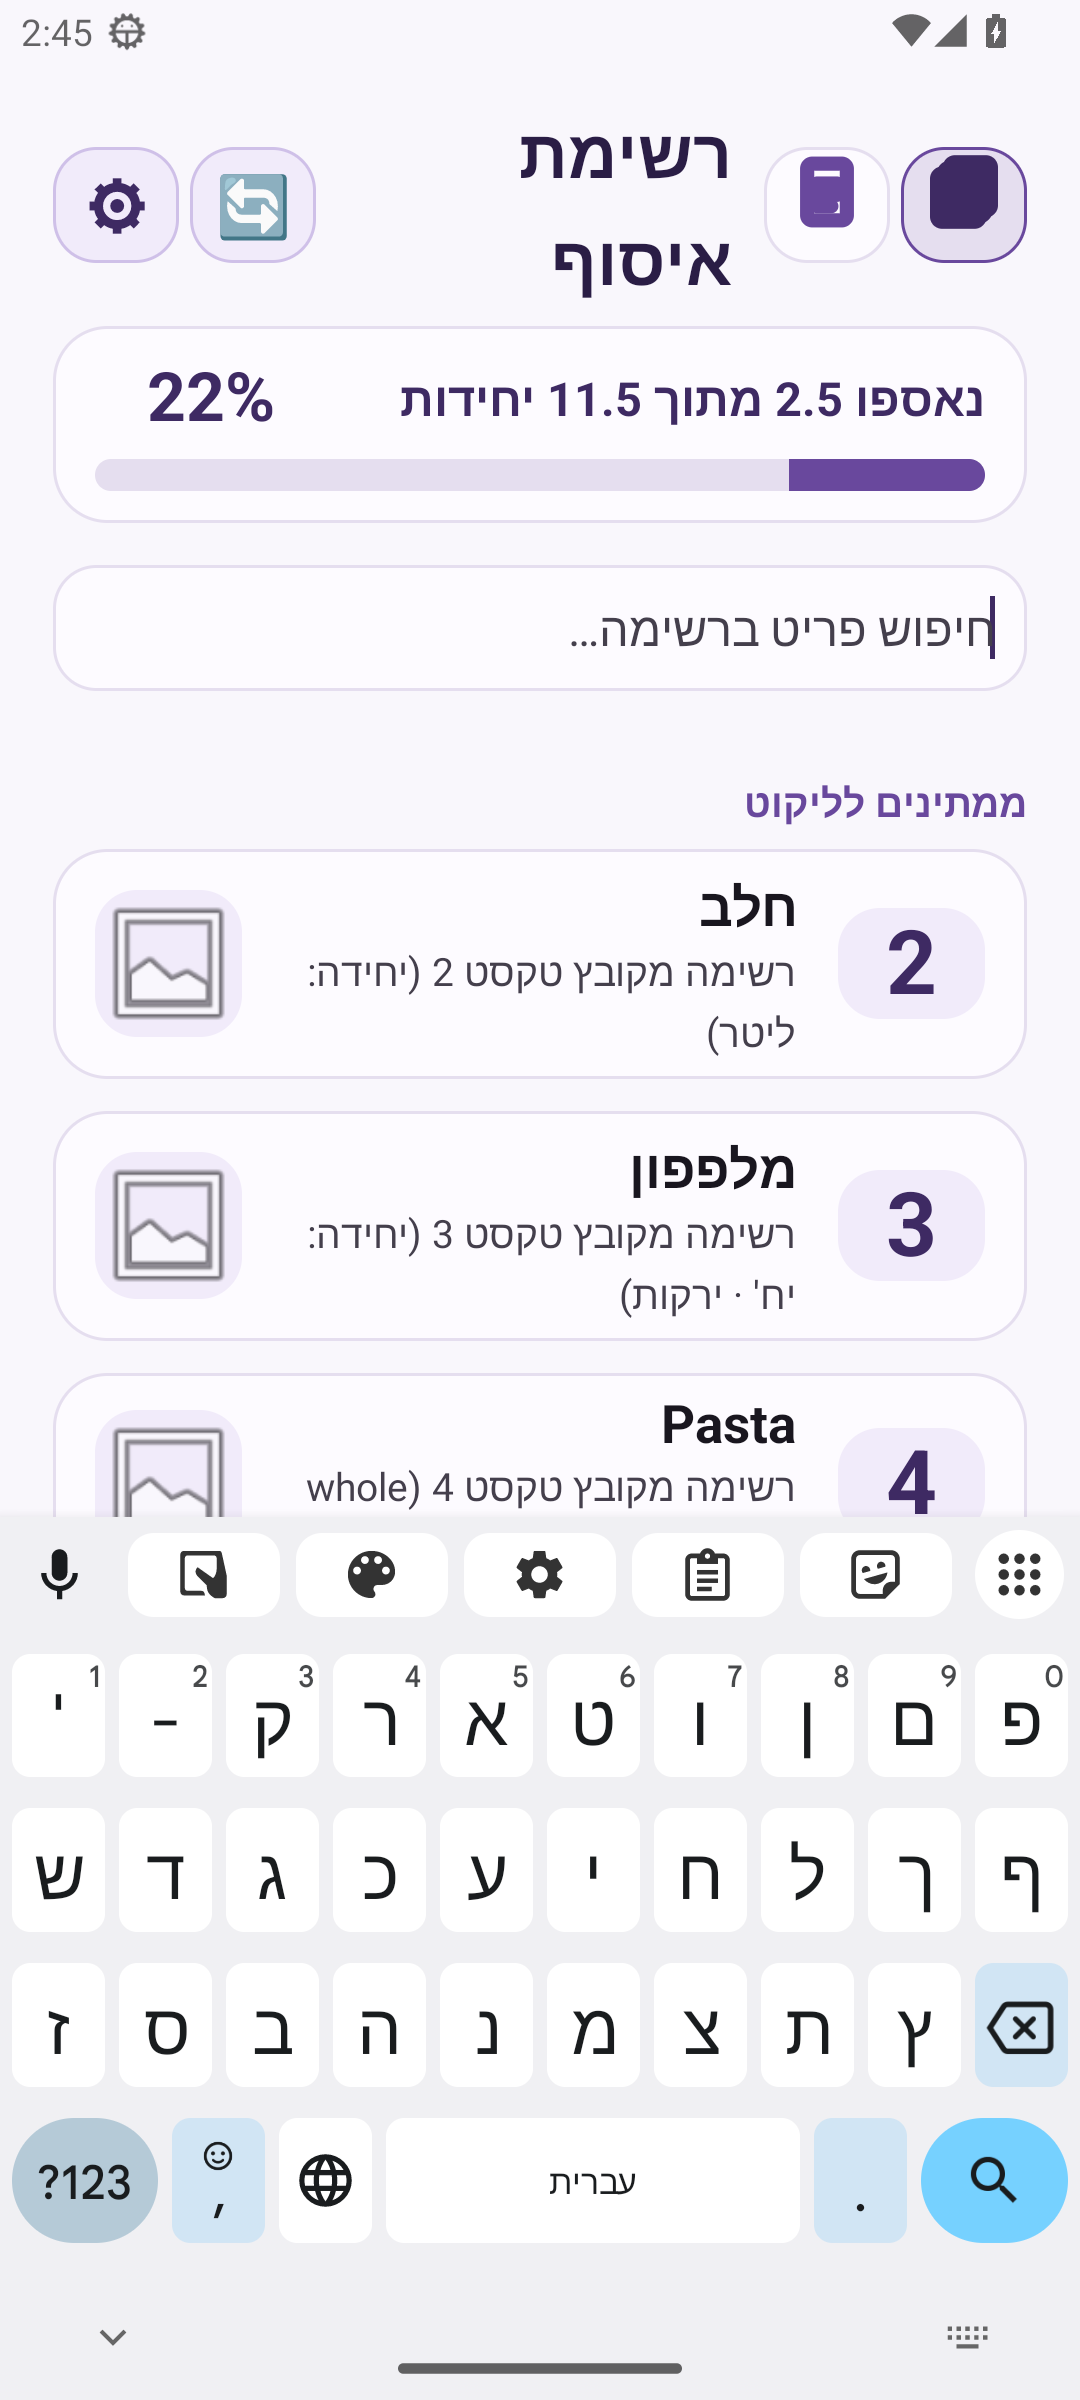 2:45
רשימת
איסוף
נאספו 2.5 מתוך 11.5 יחידות
22%
חיפוש פריט ברשימה...
ממתינים לליקוט
2
חלב
רשימה מקובץ טקסט 2 (יחידה:
ליטר)
3
מלפפון
רשימה מקובץ טקסט 3 (יחידה:
יח' · ירקות)
4
Pasta
רשימה מקובץ טקסט 4 (whole
1 2 3 4 5 6 7 8 9 0
' - ק ר א ט ו ן ם פ
ש ד ג כ ע י ח ל ך ף
ז ס ב ה נ מ צ ת ץ
?123 , עברית .